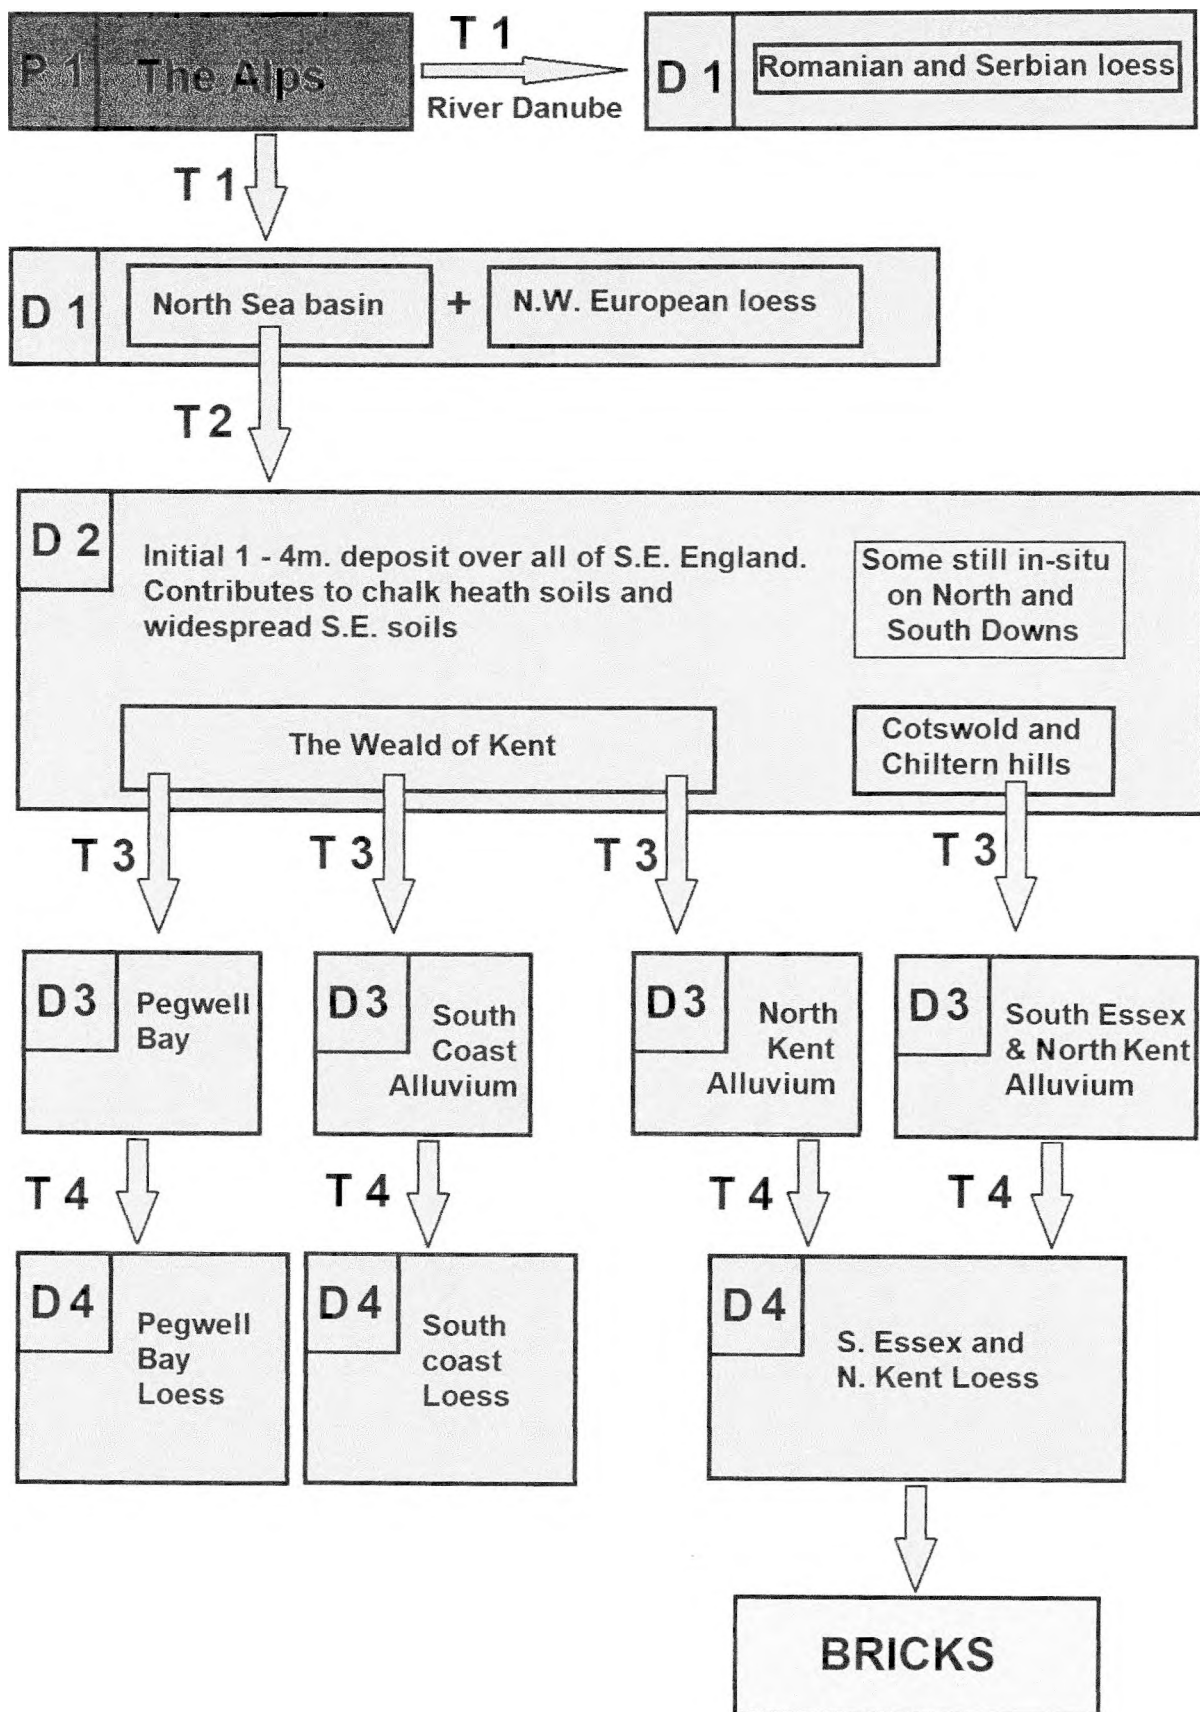 P 1
The Alps
T 1
River Danube
D 1
Romanian and Serbian loess
T 1
D 1
North Sea basin
+
N.W. European loess
T 2
D 2
Initial 1 - 4m. deposit over all of S.E. England.
Contributes to chalk heath soils and
widespread S.E. soils
Some still in-situ
on North and
South Downs
The Weald of Kent
Cotswold and
Chiltern hills
T 3
T 3
T 3
T 3
D 3
Pegwell
Bay
D 3
South
Coast
Alluvium
D 3
North
Kent
Alluvium
D 3
South Essex
& North Kent
Alluvium
T 4
T 4
T 4
T 4
D 4
Pegwell
Bay
Loess
D 4
South
coast
Loess
D 4
S. Essex and
N. Kent Loess
BRICKS